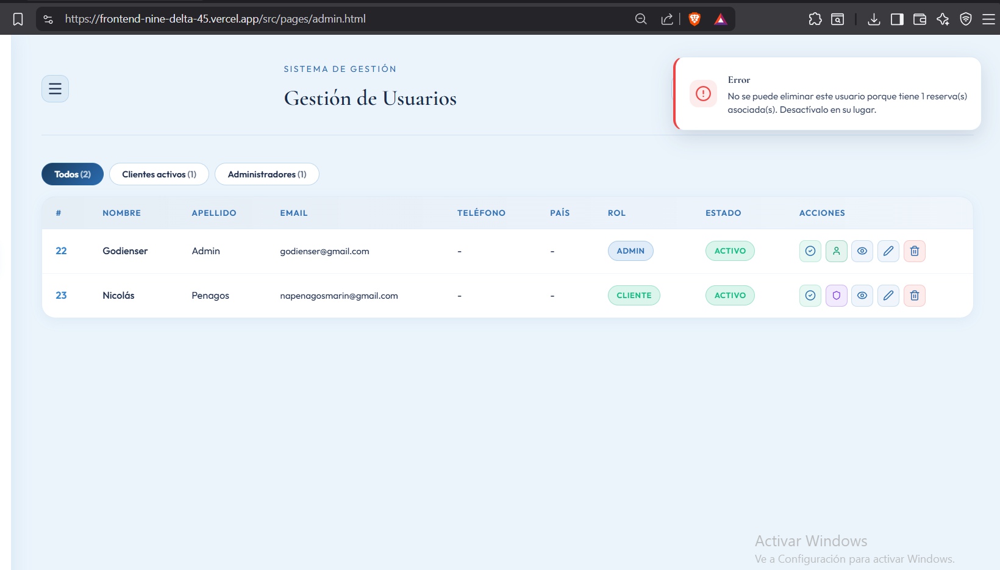 https://frontend-nine-delta-45.vercel.app/src/pages/admin.html
SISTEMA DE GESTIÓN
Gestión de Usuarios
Error
No se puede eliminar este usuario porque tiene 1 reserva(s)
asociada(s). Desactívalo en su lugar.
Todos (2) Clientes activos (1) Administradores (1)
# NOMBRE APELLIDO EMAIL TELÉFONO PAÍS ROL ESTADO ACCIONES
22 Godienser Admin godienser@gmail.com - - ADMIN ACTIVO
23 Nicolás Penagos napenagosmarin@gmail.com - - CLIENTE ACTIVO
Activar Windows
Ve a Configuración para activar Windows.